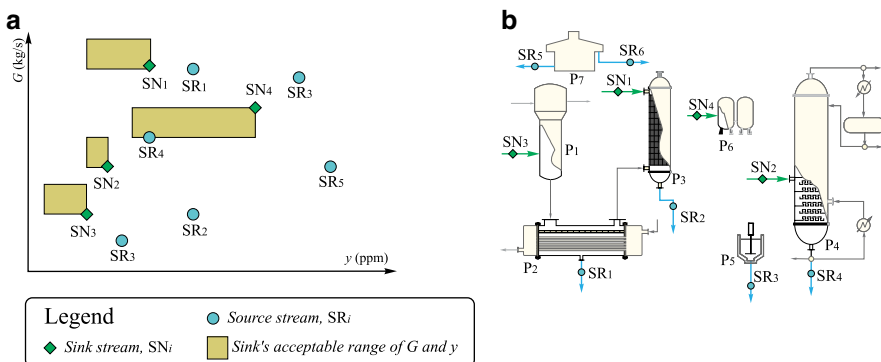 a
G (kg/s)
SN1
SR1
SR3
SN4
SR4
SN2
SR5
SN3
SR2
SR3
y (ppm)
Legend
Source stream, SRi
Sink stream, SNi
Sink's acceptable range of G and y
b
SR5
SR6
P7
SN1
SN4
SN3
P1
P6
P3
SN2
SR2
P2
SR1
P5
SR3
P4
SR4